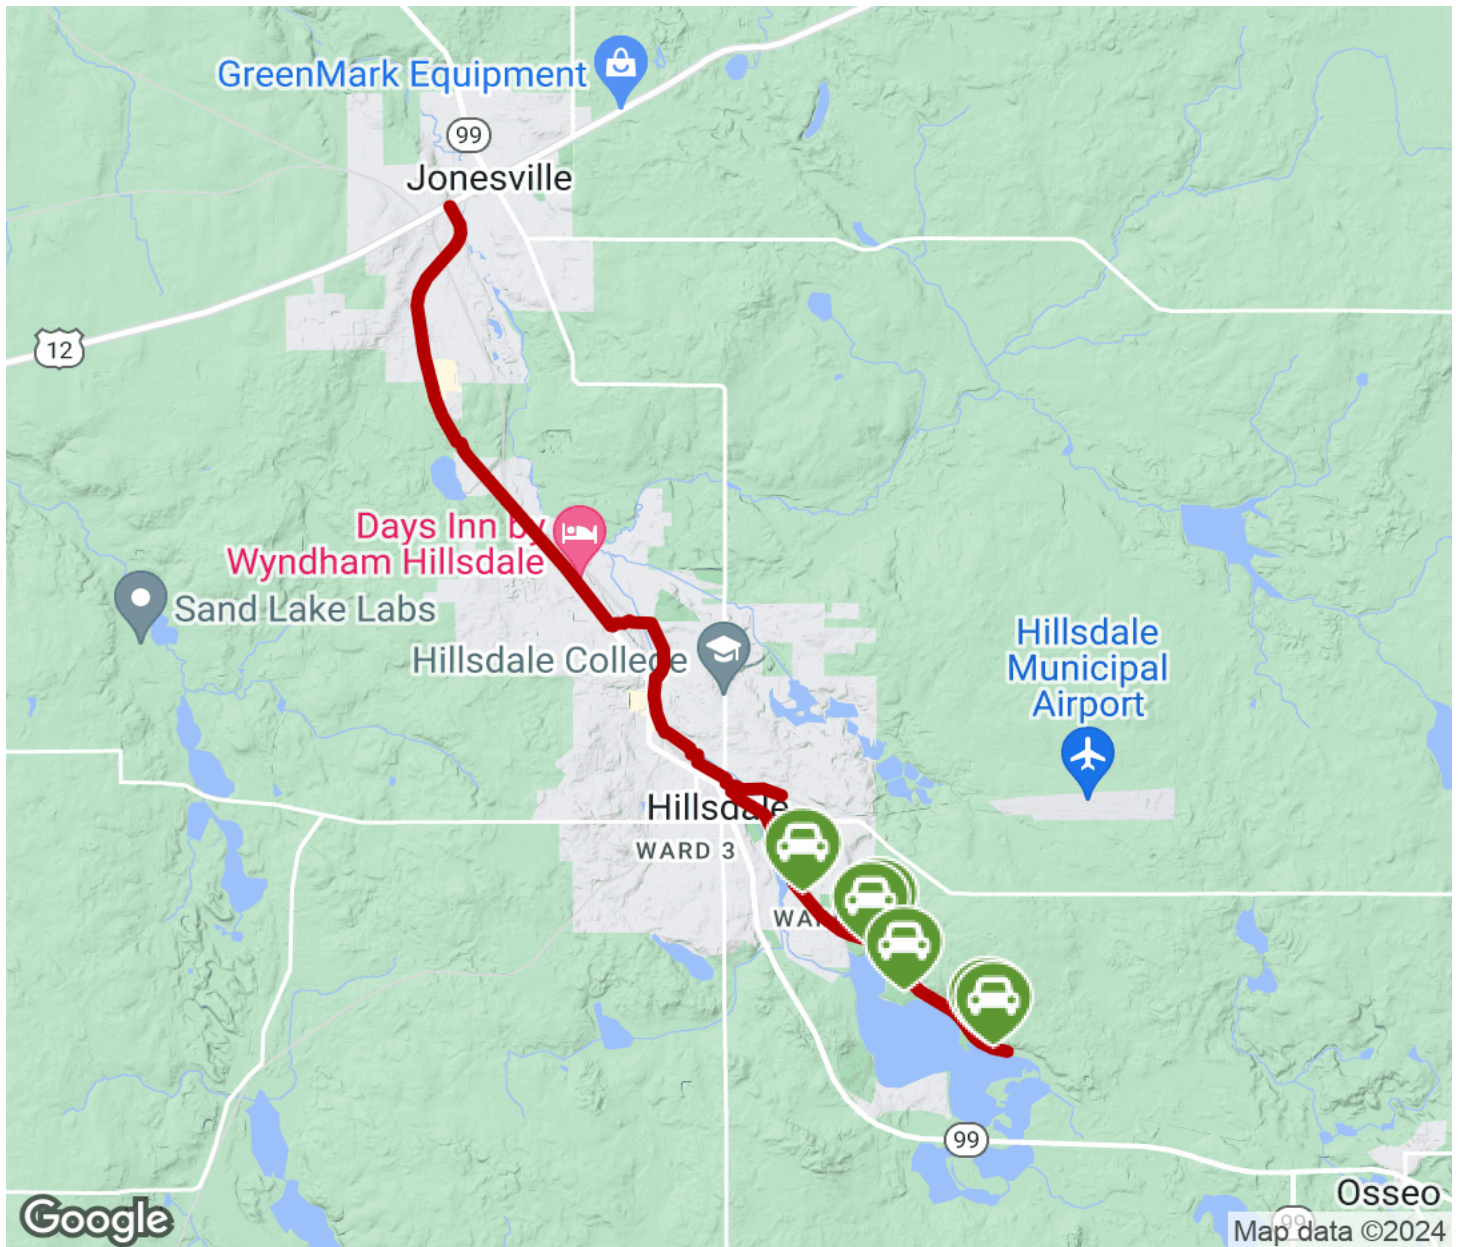 GreenMark Equipment
99
Jonesville
12
Days Inn by
Wyndham Hillsdale
Sand Lake Labs
Hillsdale College
Hillsdale
Municipal
Airport
Hillsdale
WARD 3
99
Osseo
99
Google
Map data ©2024